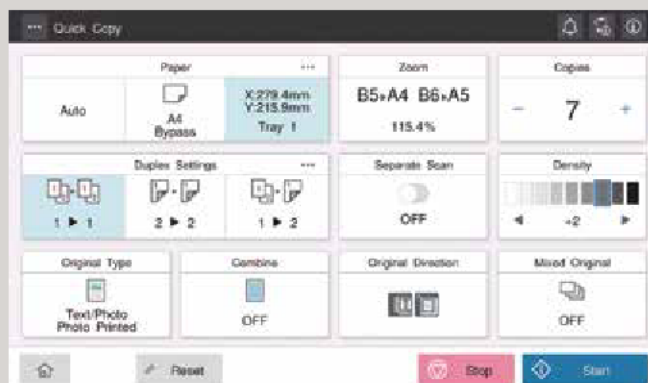 Quick Copy
Paper
Auto
A4
Bypass
X:279.4mm
Y:215.9mm
Tray 1
Zoom
B5▸A4 B6▸A5
115.4%
Copies
- 7 +
Duplex Settings
1 ▶ 1
2 ▶ 2
1 ▶ 2
Separate Scan
OFF
Density
Original Type
Text/Photo
Photo Printed
Combine
OFF
Original Direction
Mixed Original
OFF
Reset
Stop
Start